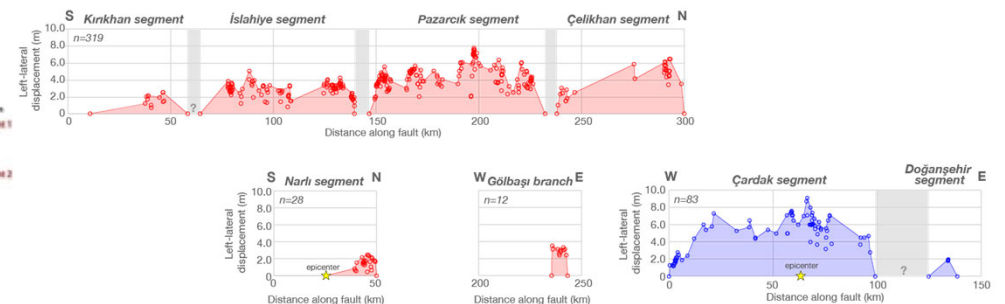 S Kırıkhan segment İslahiye segment Pazarcık segment Çelikhan segment N
10.0
n=319
8.0
6.0
4.0
2.0
0
Left-lateral
displacement (m)
?
0 50 100 150 200 250 300
Distance along fault (km)
S Narlı segment N
10.0
n=28
8.0
6.0
4.0
2.0
0
epicenter
0 50
Distance along fault (km)
W Gölbaşı branch E
n=12
200 250
Distance along fault (km)
W Çardak segment Doğanşehir
segment E
10.0
n=83
8.0
6.0
4.0
2.0
0
Left-lateral
displacement (m)
epicenter
?
0 50 100 150
Distance along fault (km)